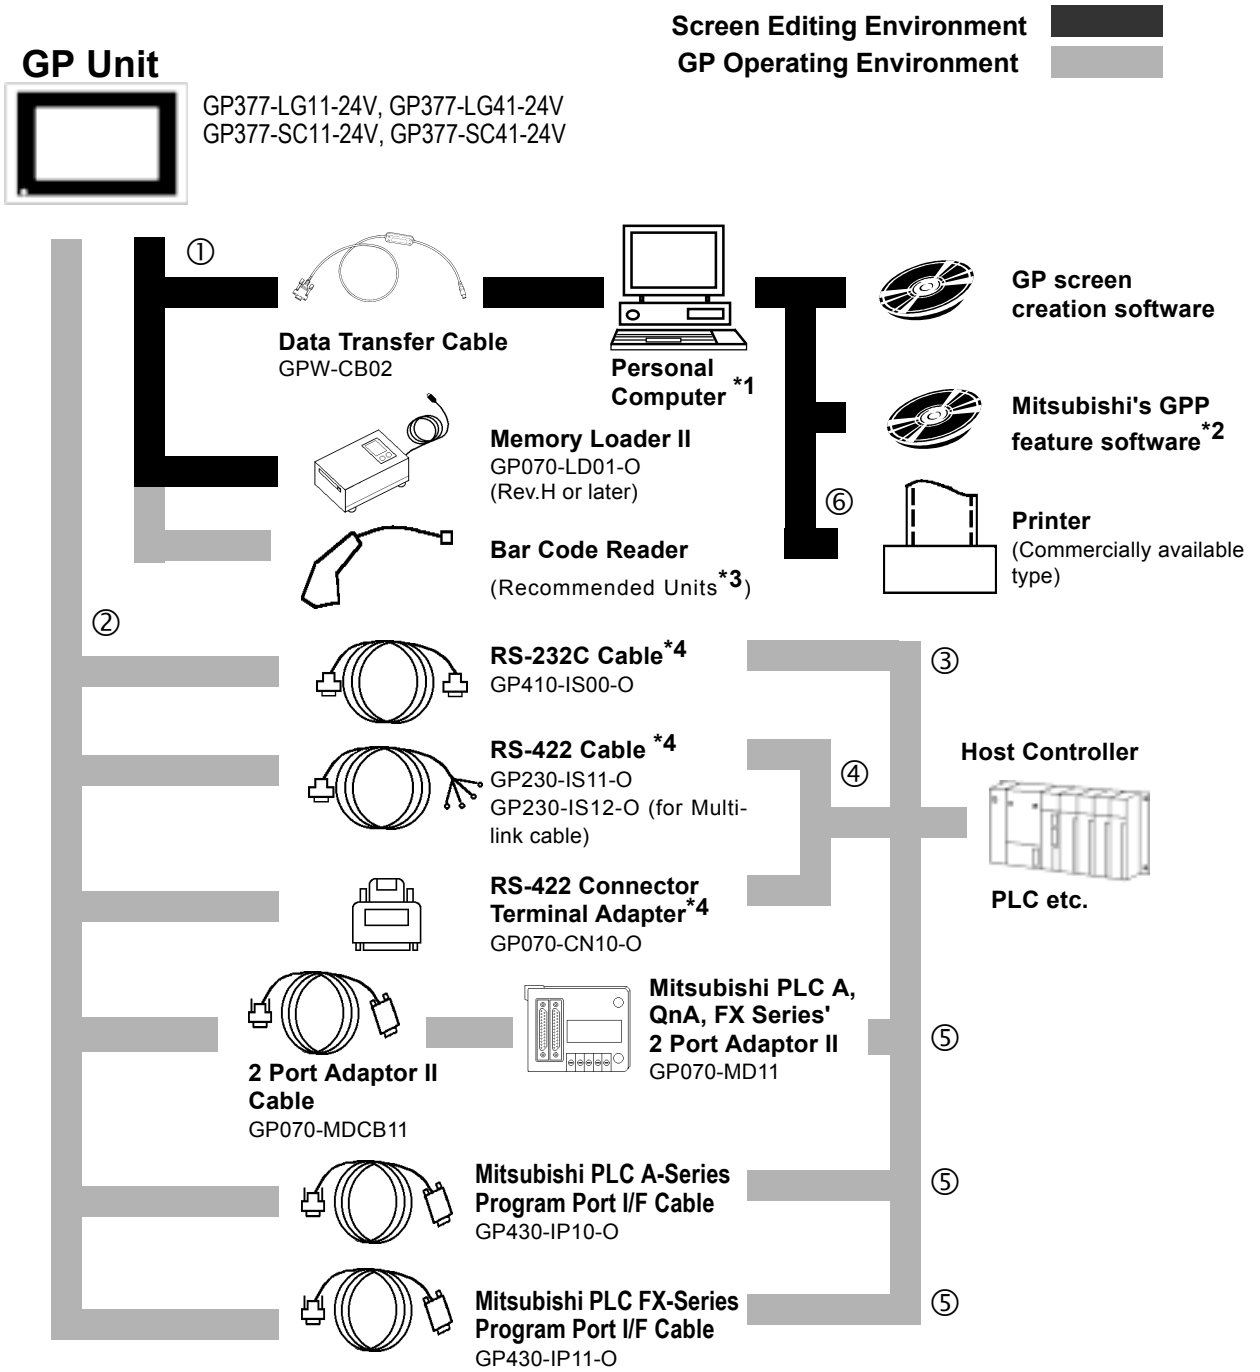 Screen Editing Environment
GP Operating Environment
GP Unit
GP377-LG11-24V, GP377-LG41-24V
GP377-SC11-24V, GP377-SC41-24V
①
Data Transfer Cable
GPW-CB02
Personal
Computer *1
GP screen
creation software
Mitsubishi's GPP
feature software*2
Memory Loader II
GP070-LD01-O
(Rev.H or later)
⑥
Printer
(Commercially available
type)
Bar Code Reader
(Recommended Units*3)
②
RS-232C Cable*4
GP410-IS00-O
③
RS-422 Cable *4
GP230-IS11-O
GP230-IS12-O (for Multi-
link cable)
④
Host Controller
PLC etc.
RS-422 Connector
Terminal Adapter*4
GP070-CN10-O
2 Port Adaptor II
Cable
GP070-MDCB11
Mitsubishi PLC A,
QnA, FX Series'
2 Port Adaptor II
GP070-MD11
⑤
Mitsubishi PLC A-Series
Program Port I/F Cable
GP430-IP10-O
⑤
Mitsubishi PLC FX-Series
Program Port I/F Cable
GP430-IP11-O
⑤